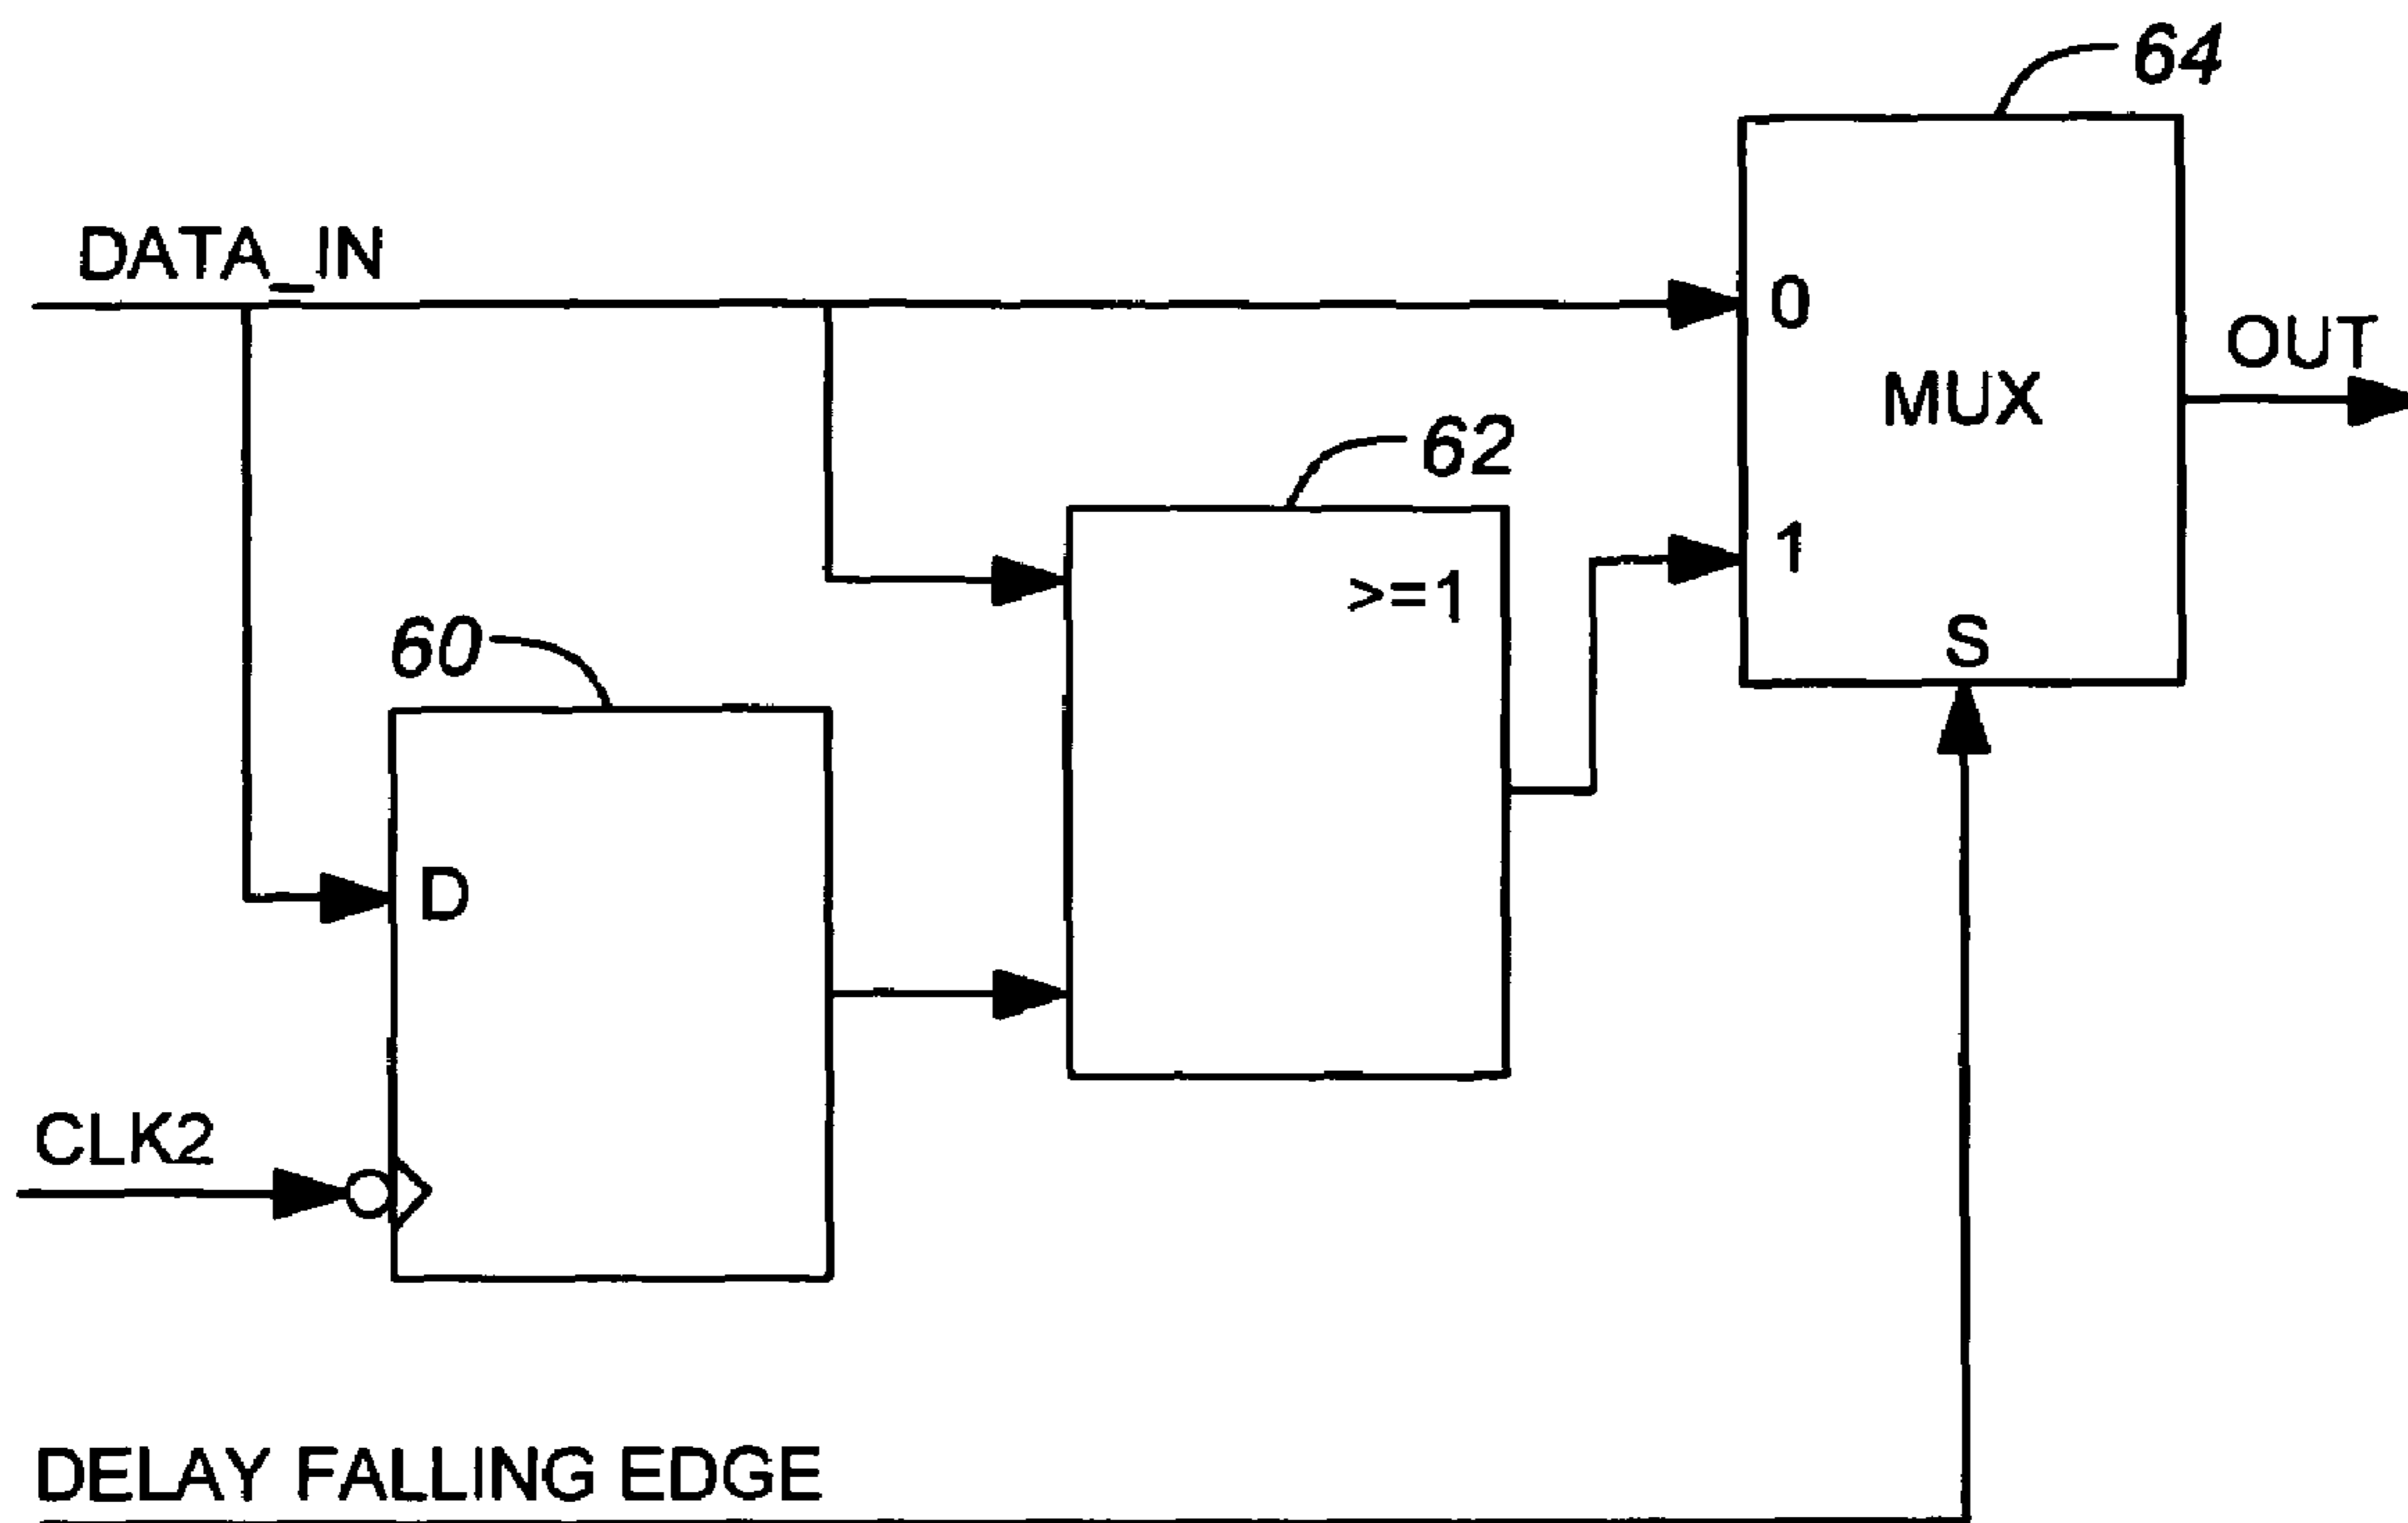 64
DATA_IN
0
OUT
MUX
62
1
>=1
S
60
D
CLK2
DELAY FALLING EDGE